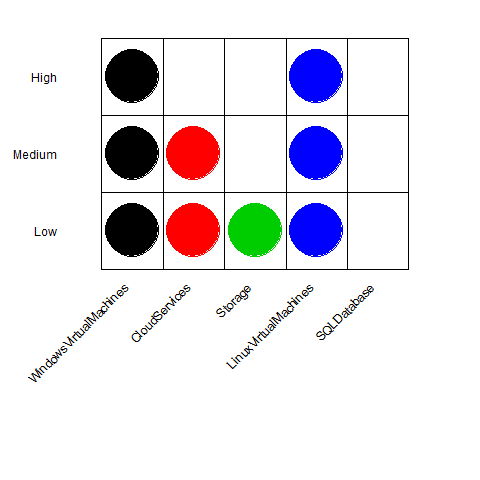 High
Medium
Low
WindowsVirtualMachines
CloudServices
Storage
LinuxVirtualMachines
SQLDatabase